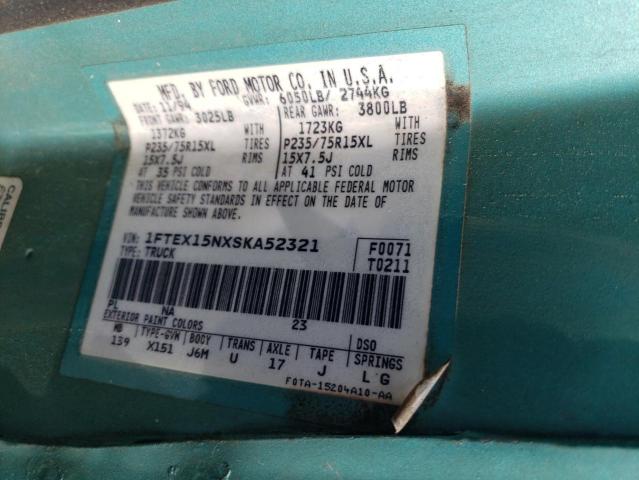 MFD. BY FORD MOTOR CO. IN U.S.A.
DATE: 11/94 GVWR: 6050LB/ 2744KG
FRONT GAWR: 3025LB REAR GAWR: 3800LB
1372KG WITH 1723KG WITH
P235/75R15XL TIRES P235/75R15XL TIRES
15X7.5J RIMS 15X7.5J RIMS
AT 35 PSI COLD AT 41 PSI COLD
THIS VEHICLE CONFORMS TO ALL APPLICABLE FEDERAL MOTOR
VEHICLE SAFETY STANDARDS IN EFFECT ON THE DATE OF
MANUFACTURE SHOWN ABOVE.
VIN: 1FTEX15NXSKA52321 F0071
TYPE: TRUCK T0211
PL NA 23
EXTERIOR PAINT COLORS DSO
WB TYPE-GVW BODY TRANS AXLE TAPE SPRINGS
139 X151 J6M U 17 J L G
F0TA-15204A10-AA
CALIB